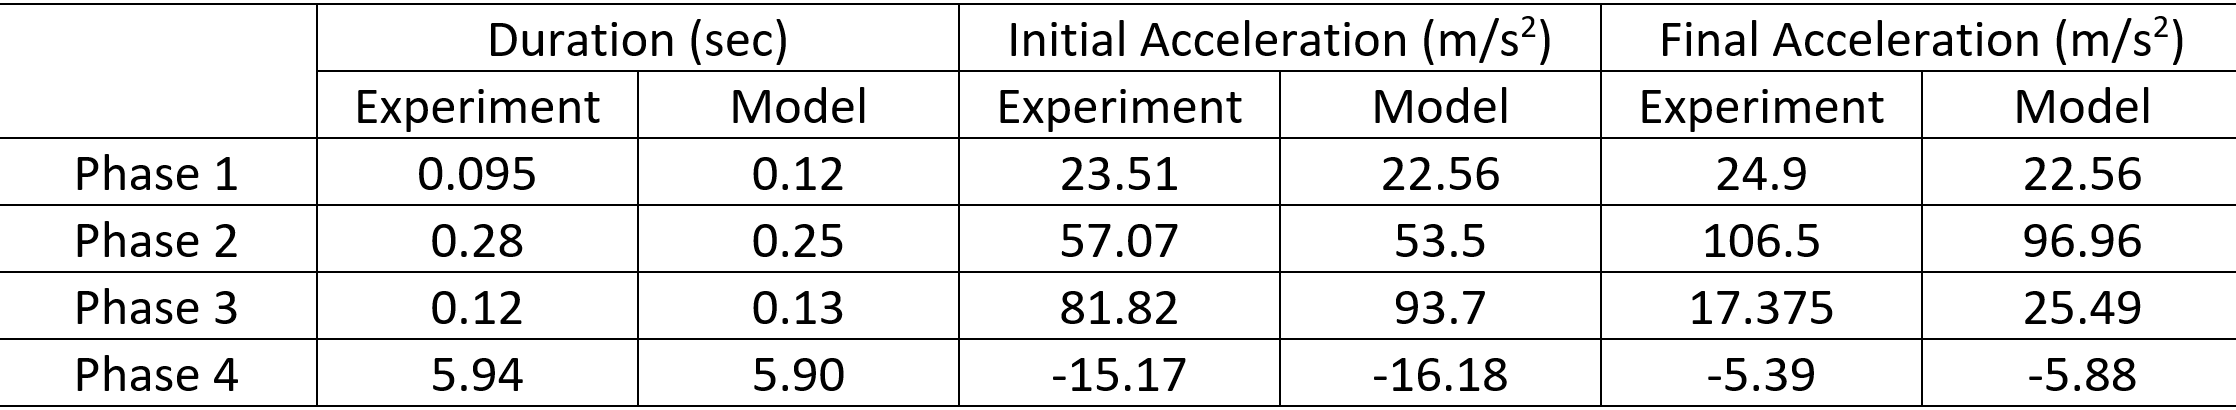 Duration (sec) Initial Acceleration (m/s²) Final Acceleration (m/s²)
Experiment Model Experiment Model Experiment Model
Phase 1 0.095 0.12 23.51 22.56 24.9 22.56
Phase 2 0.28 0.25 57.07 53.5 106.5 96.96
Phase 3 0.12 0.13 81.82 93.7 17.375 25.49
Phase 4 5.94 5.90 -15.17 -16.18 -5.39 -5.88